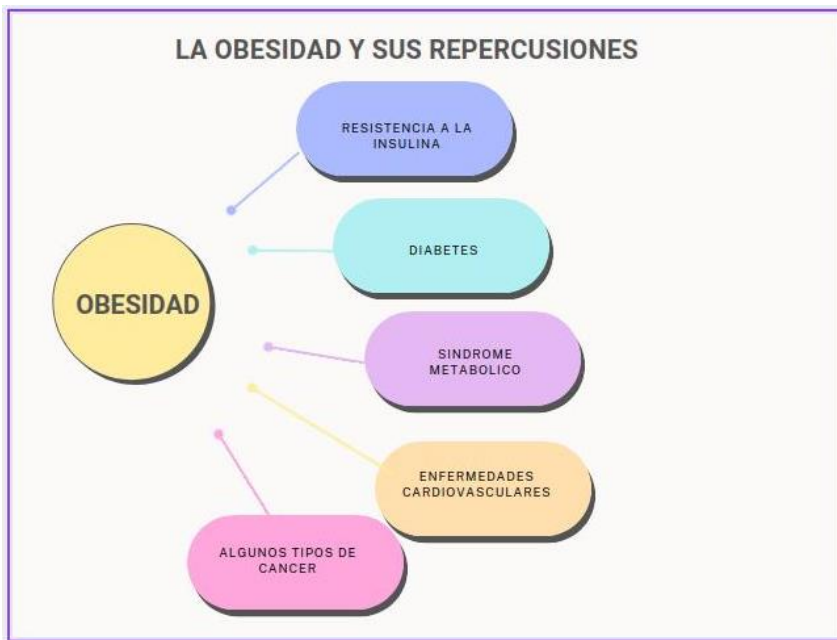 LA OBESIDAD Y SUS REPERCUSIONES
RESISTENCIA A LA
INSULINA
DIABETES
OBESIDAD
SINDROME
METABOLICO
ENFERMEDADES
CARDIOVASCULARES
ALGUNOS TIPOS DE
CANCER